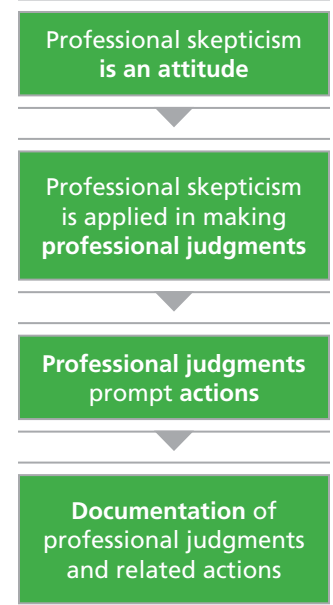 Professional skepticism
is an attitude
Professional skepticism
is applied in making
professional judgments
Professional judgments
prompt actions
Documentation of
professional judgments
and related actions